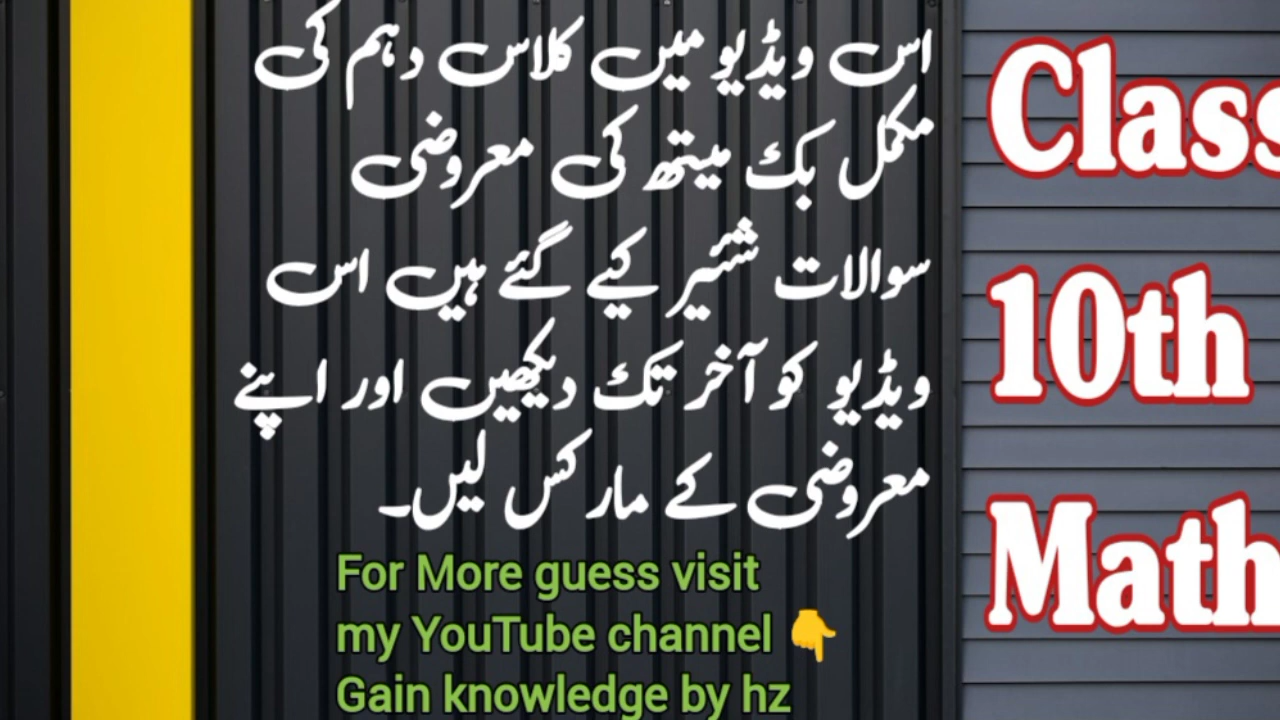 اس ویڈیو میں کلاس دہم کی
مکمل بک میتھ کی معروضی
سوالات شئیر کیے گئے ہیں اس
ویڈیو کو آخر تک دیکھیں اور اپنے
معروضی کے مارکس لیں۔
For More guess visit
my YouTube channel 👇
Gain knowledge by hz
Class
10th
Math